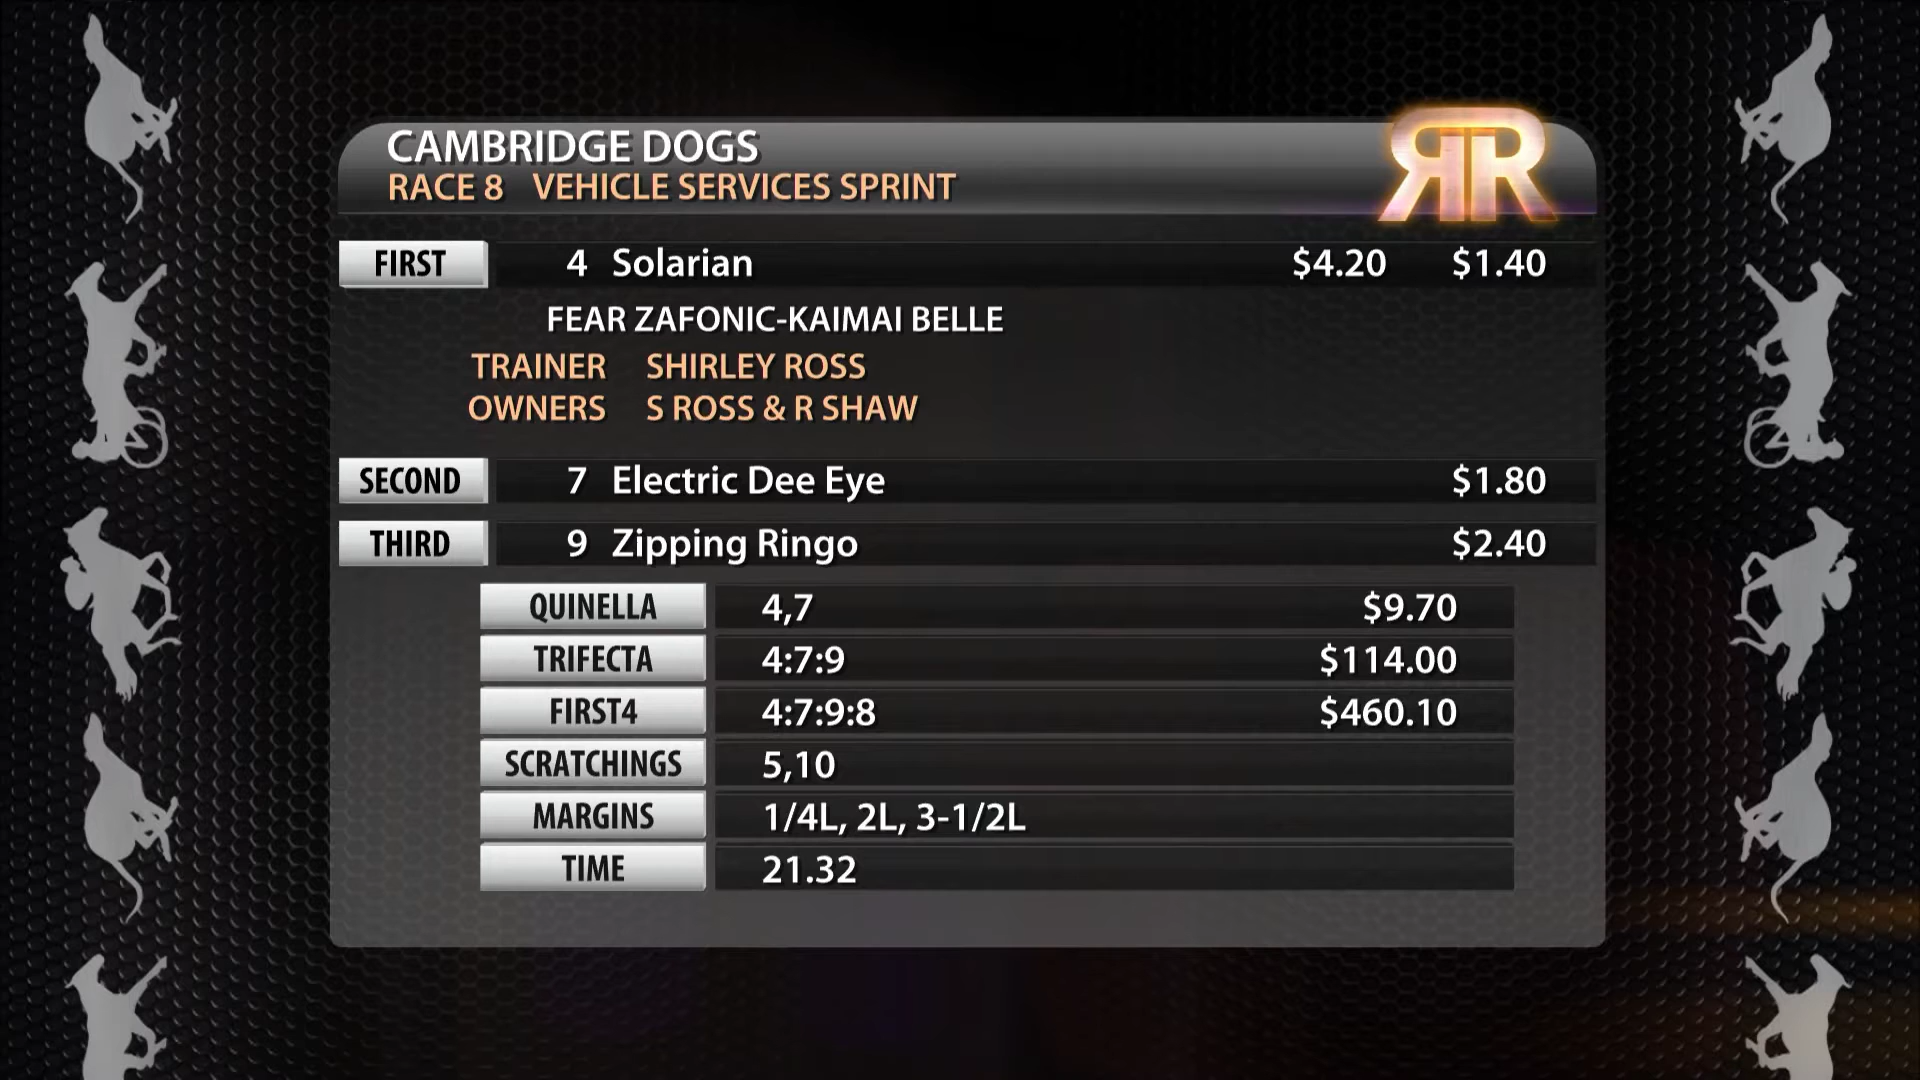 CAMBRIDGE DOGS
RACE 8 VEHICLE SERVICES SPRINT
RR
FIRST 4 Solarian $4.20 $1.40
FEAR ZAFONIC-KAIMAI BELLE
TRAINER SHIRLEY ROSS
OWNERS S ROSS & R SHAW
SECOND 7 Electric Dee Eye $1.80
THIRD 9 Zipping Ringo $2.40
QUINELLA 4,7 $9.70
TRIFECTA 4:7:9 $114.00
FIRST4 4:7:9:8 $460.10
SCRATCHINGS 5,10
MARGINS 1/4L, 2L, 3-1/2L
TIME 21.32